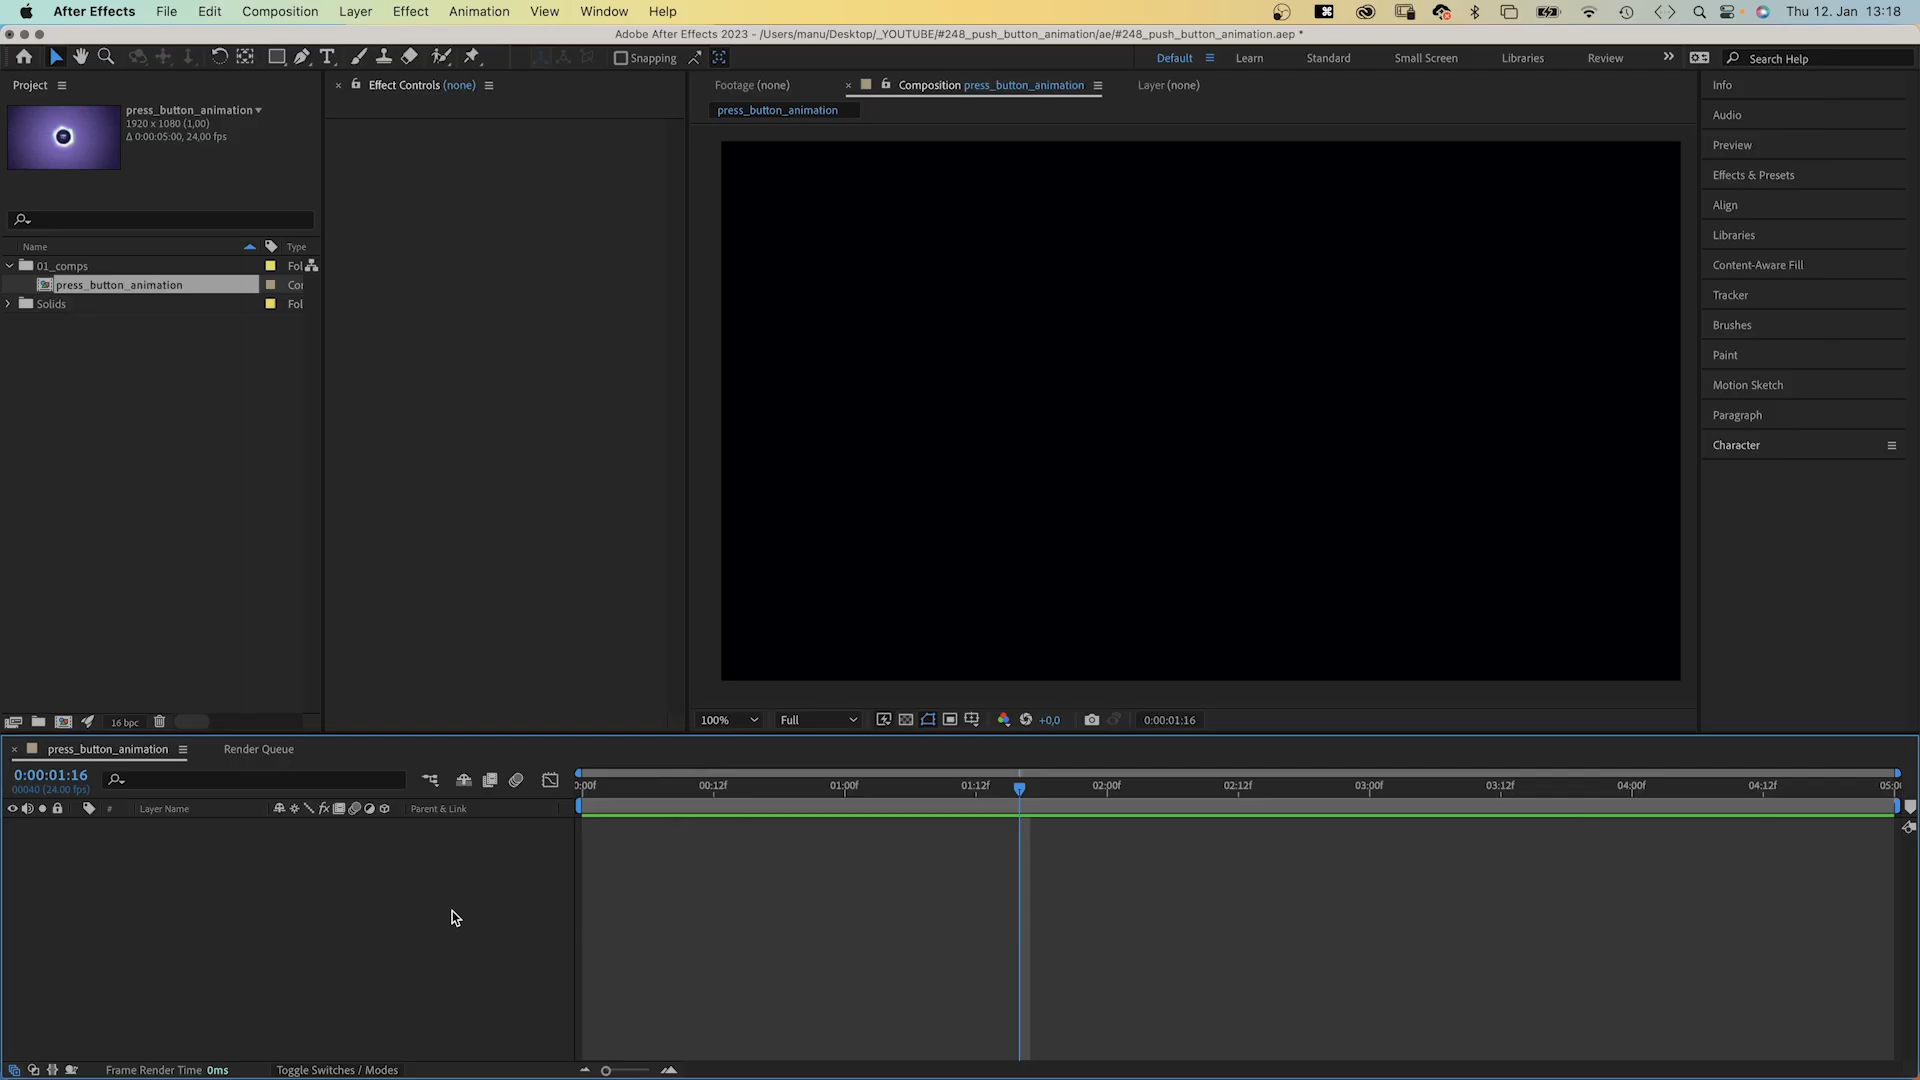 After Effects File Edit Composition Layer Effect Animation View Window Help Thu 12. Jan 13:18
Adobe After Effects 2023 - /Users/manu/Desktop/_YOUTUBE/#248_push_button_animation/ae/#248_push_button_animation.aep *
Snapping Default Learn Standard Small Screen Libraries Review Search Help
Project
Effect Controls (none)
Footage (none)
Composition press_button_animation
Layer (none)
press_button_animation
1920 x 1080 (1,00)
Δ 0:00:05:00, 24,00 fps
press_button_animation
Name Type
01_comps Fol
press_button_animation Cor
Solids Fol
Info
Audio
Preview
Effects & Presets
Align
Libraries
Content-Aware Fill
Tracker
Brushes
Paint
Motion Sketch
Paragraph
Character
16 bpc
100% Full +0,0 0:00:01:16
press_button_animation Render Queue
0:00:01:16
00040 (24.00 fps)
:00f 00:12f 01:00f 01:12f 02:00f 02:12f 03:00f 03:12f 04:00f 04:12f 05:0
# Layer Name fx Parent & Link
Frame Render Time 0ms Toggle Switches / Modes